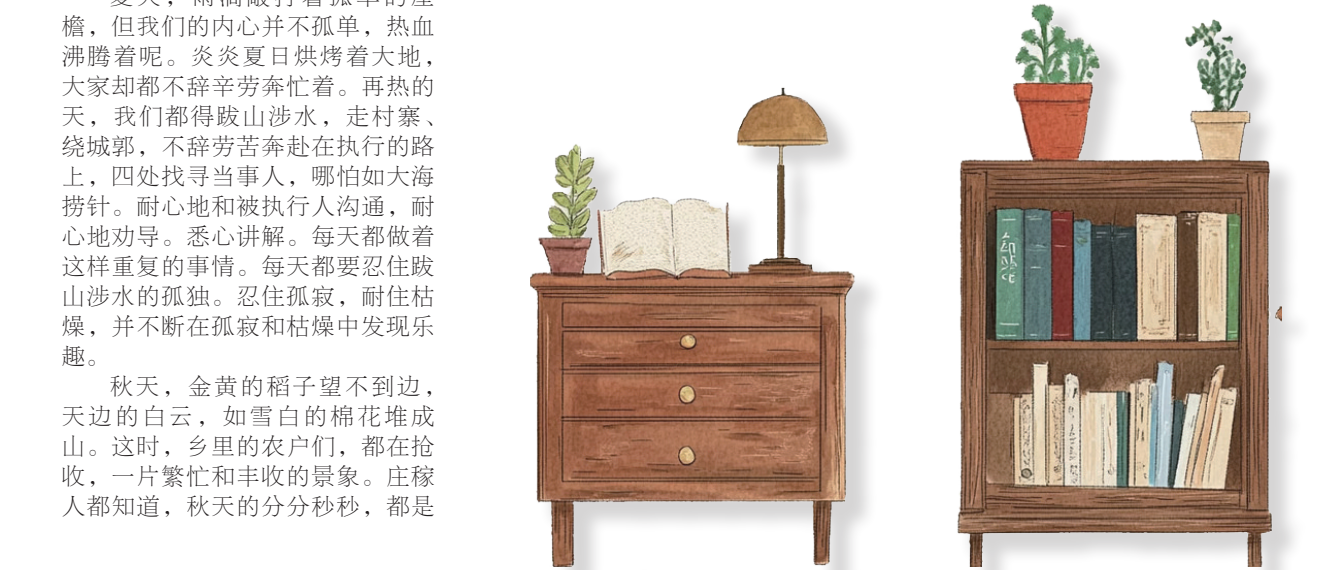 檐，但我们的内心并不孤单，热血
沸腾着呢。炎炎夏日烘烤着大地，
大家却都不辞辛劳奔忙着。再热的
天，我们都得跋山涉水，走村寨、
绕城郭，不辞劳苦奔赴在执行的路
上，四处找寻当事人，哪怕如大海
捞针。耐心地和被执行人沟通，耐
心地劝导。悉心讲解。每天都做着
这样重复的事情。每天都要忍住跋
山涉水的孤独。忍住孤寂，耐住枯
燥，并不断在孤寂和枯燥中发现乐
趣。
秋天，金黄的稻子望不到边，
天边的白云，如雪白的棉花堆成
山。这时，乡里的农户们，都在抢
收，一片繁忙和丰收的景象。庄稼
人都知道，秋天的分分秒秒，都是